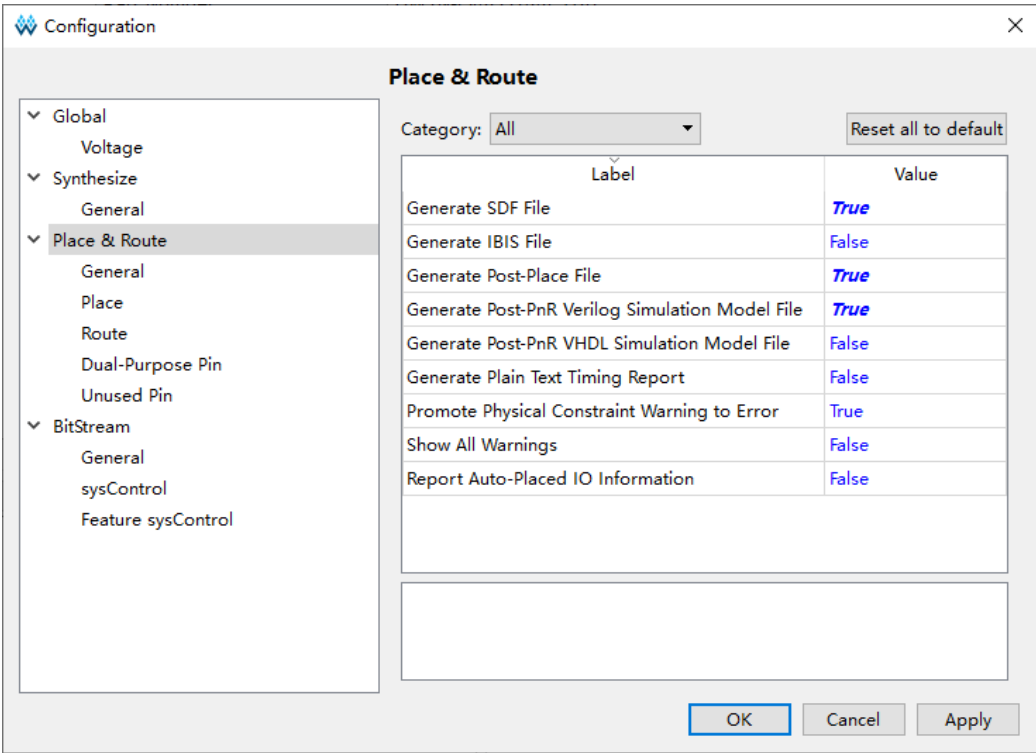 Configuration
Place & Route
Global
Voltage
Synthesize
General
Place & Route
General
Place
Route
Dual-Purpose Pin
Unused Pin
BitStream
General
sysControl
Feature sysControl
Category: All Reset all to default
Label Value
Generate SDF File True
Generate IBIS File False
Generate Post-Place File True
Generate Post-PnR Verilog Simulation Model File True
Generate Post-PnR VHDL Simulation Model File False
Generate Plain Text Timing Report False
Promote Physical Constraint Warning to Error True
Show All Warnings False
Report Auto-Placed IO Information False
OK Cancel Apply